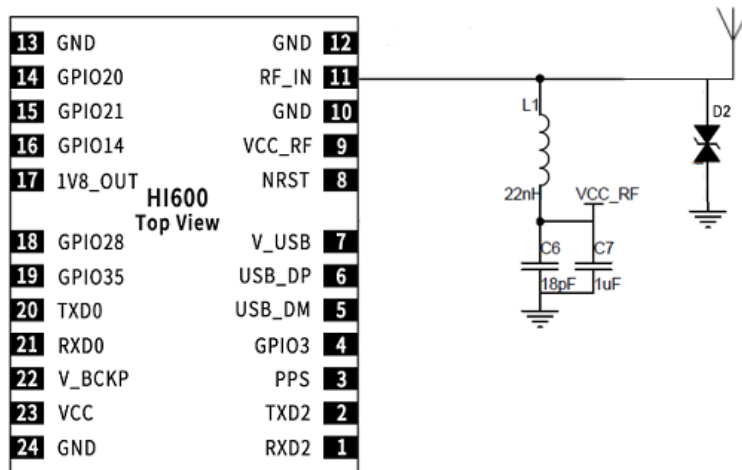 13 GND GND 12
14 GPIO20 RF_IN 11
15 GPIO21 GND 10
16 GPIO14 VCC_RF 9
17 1V8_OUT NRST 8
HI600
Top View
18 GPIO28 V_USB 7
19 GPIO35 USB_DP 6
20 TXD0 USB_DM 5
21 RXD0 GPIO3 4
22 V_BCKP PPS 3
23 VCC TXD2 2
24 GND RXD2 1
L1
22nH
VCC_RF
C6 C7
18pF 1uF
D2